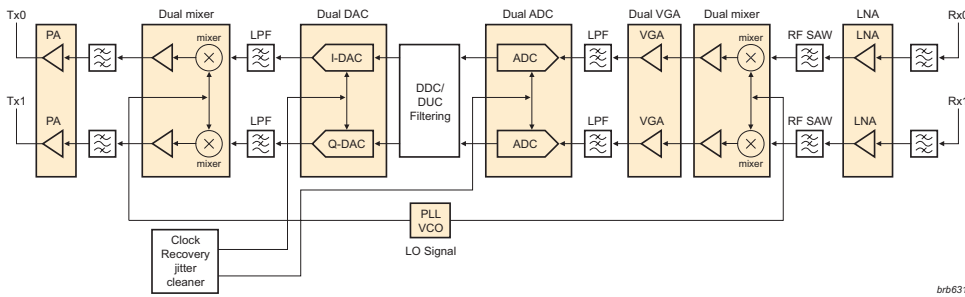 Tx0
Dual mixer
Dual DAC
Dual ADC
Dual VGA
Dual mixer
LNA
PA
mixer
LPF
I-DAC
ADC
LPF
VGA
mixer
RF SAW
LNA
DDC/
DUC
Filtering
Tx1
PA
LPF
Q-DAC
ADC
LPF
VGA
RF SAW
LNA
Rx1
mixer
mixer
PLL
VCO
LO Signal
Clock
Recovery
jitter
cleaner